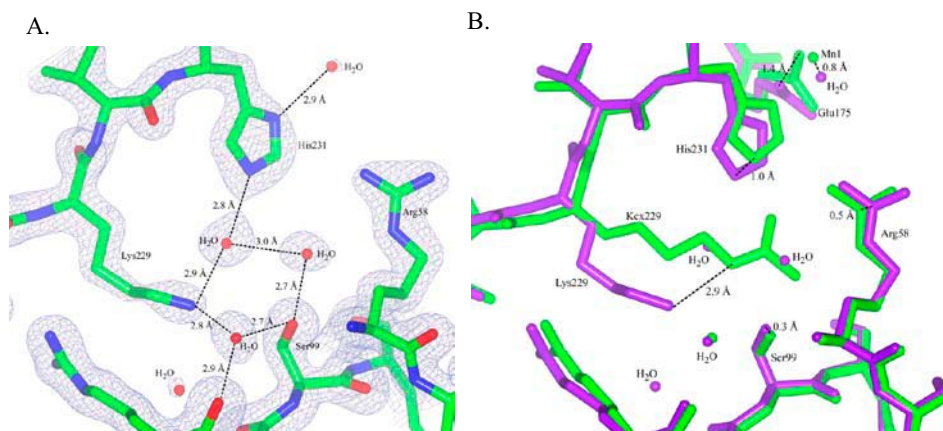 A.
H₂O
2.9 Å
His231
2.8 Å
Arg58
H₂O
3.0 Å
H₂O
Lys229
2.9 Å
2.7 Å
2.8 Å
2.7 Å
H₂O
Ser99
2.9 Å
H₂O
B.
Mn1
1.4 Å
0.8 Å
H₂O
Glu175
His231
1.0 Å
0.5 Å
Kcx229
Arg58
H₂O
H₂O
Lys229
2.9 Å
0.3 Å
H₂O
Ser99
H₂O